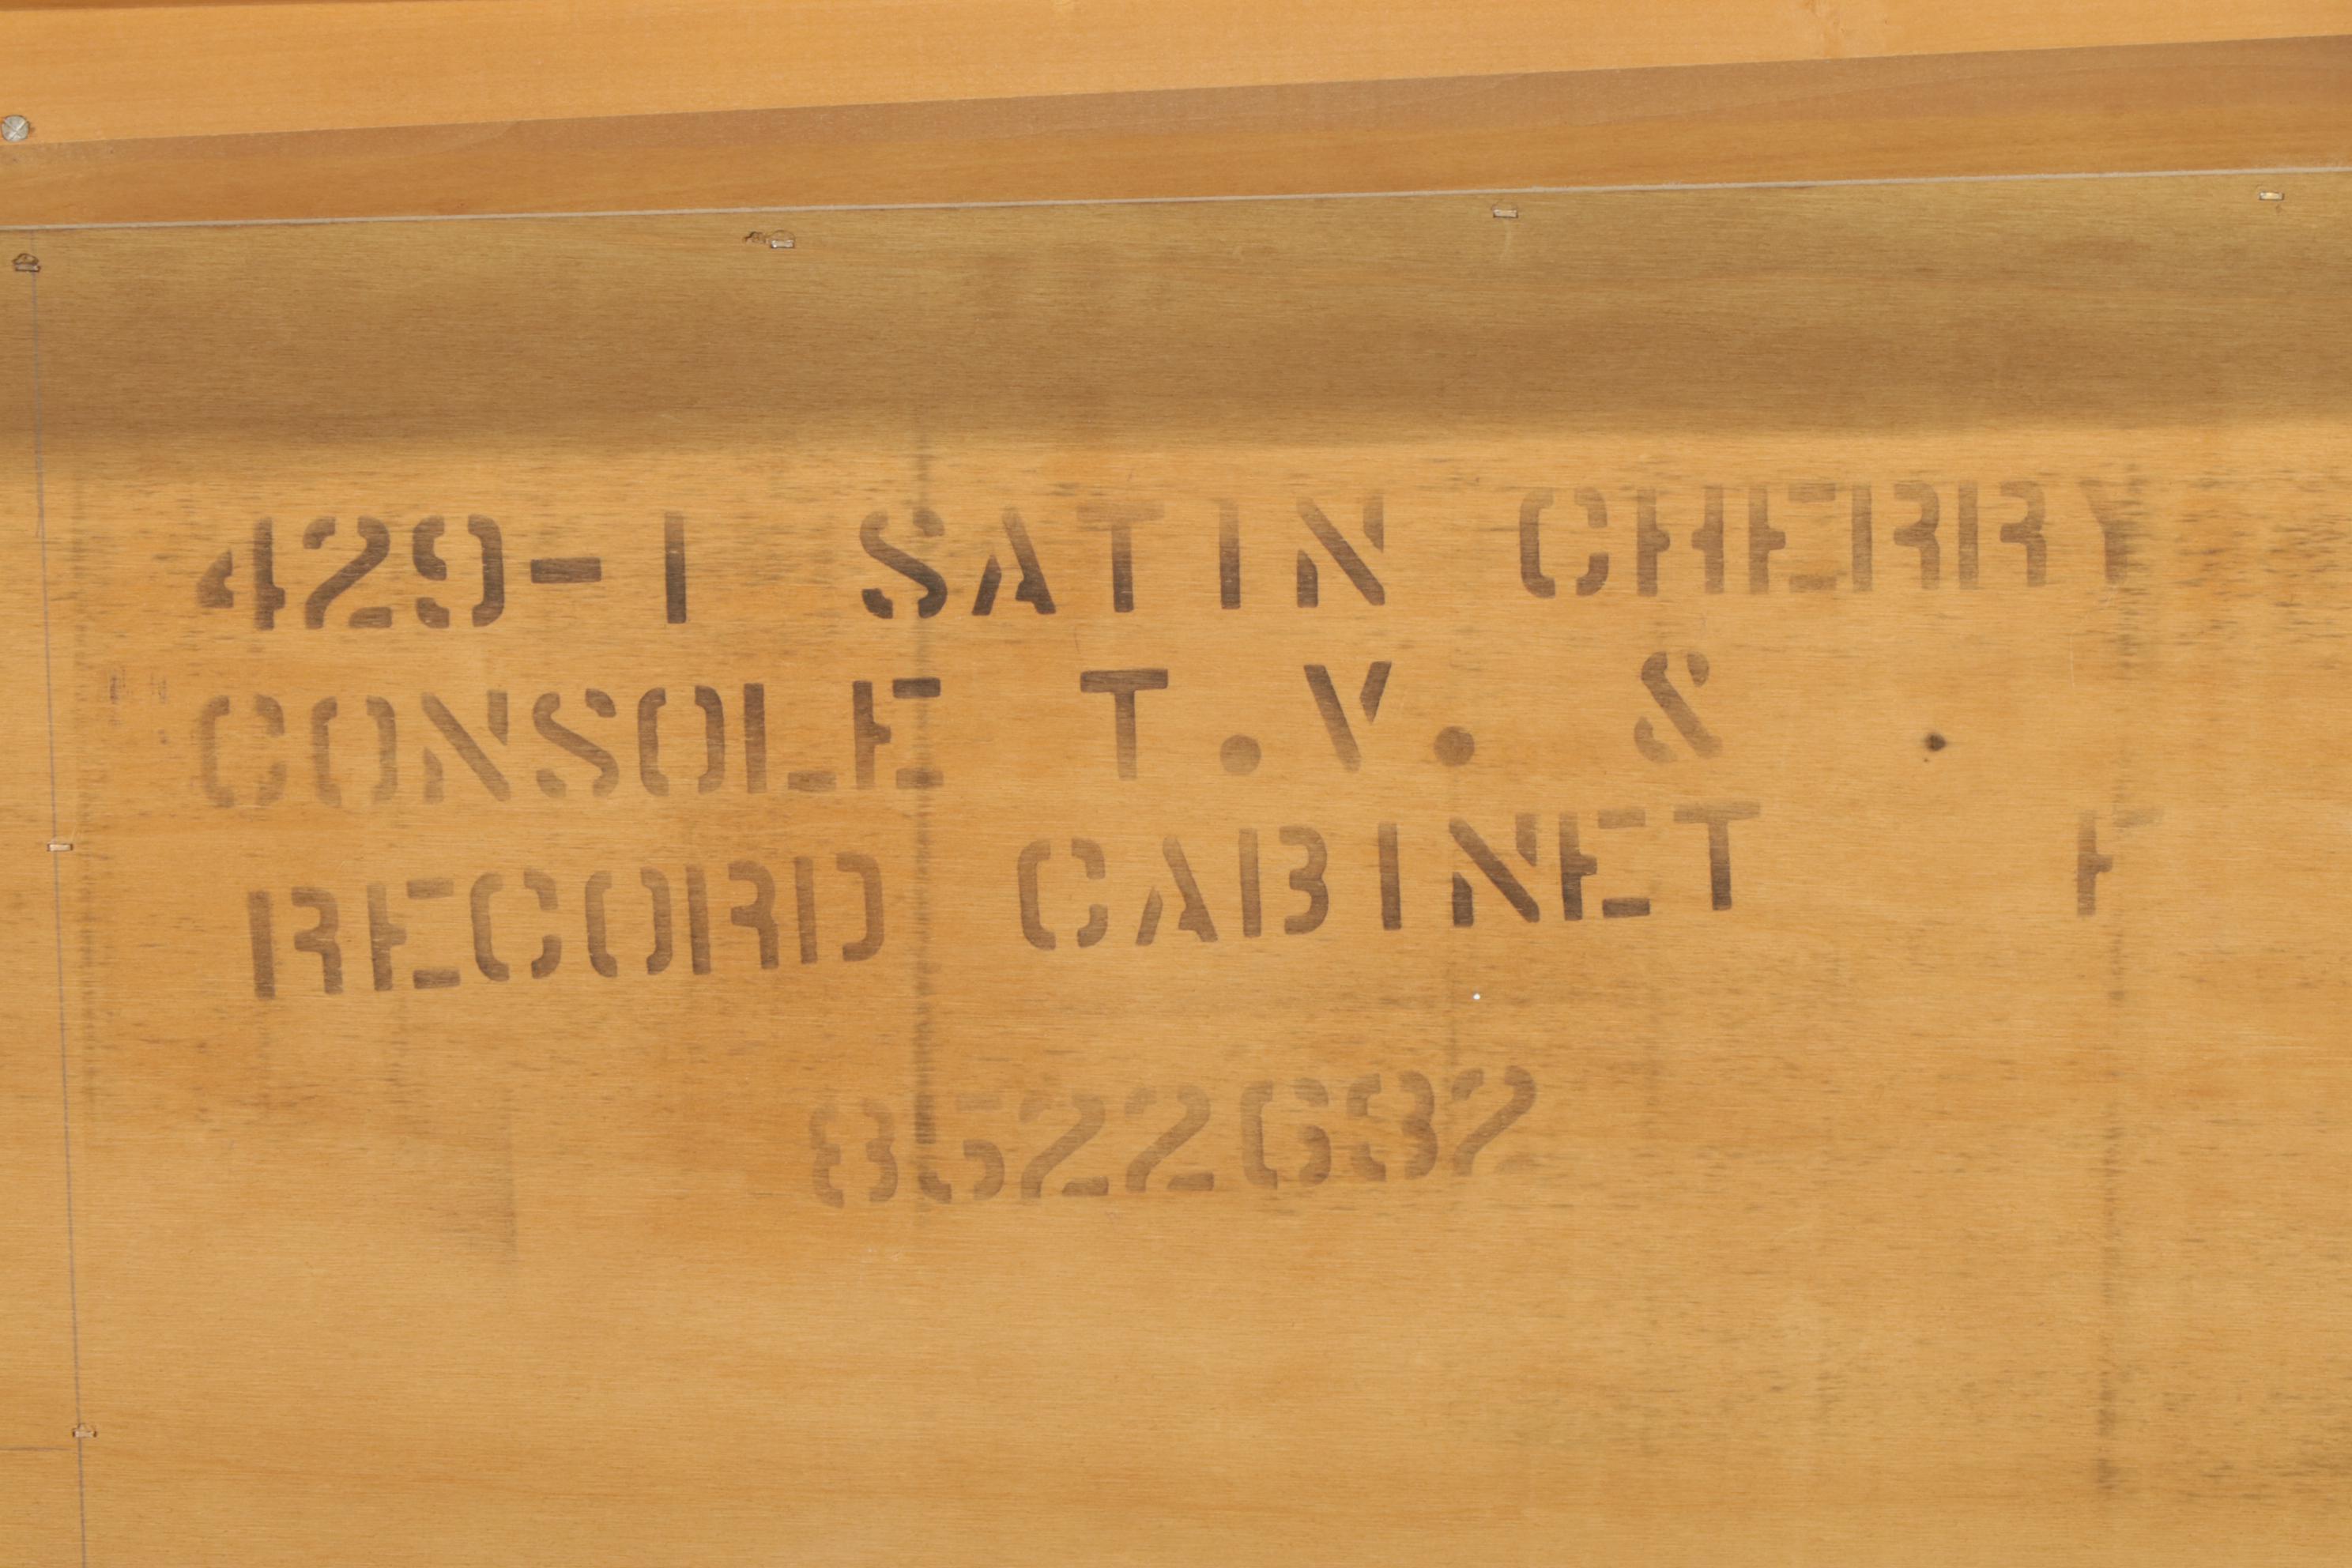 429-1 SATIN CHERRY
CONSOLE T.V. &
RECORD CABINET F
8522682